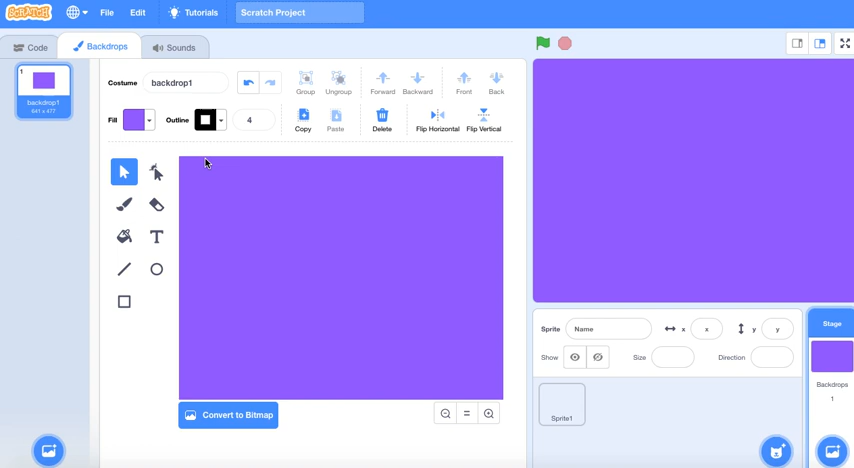 SCRATCH File Edit Tutorials Scratch Project
Code Backdrops Sounds
1
backdrop1
641 x 477
Costume backdrop1
Group Ungroup Forward Backward Front Back
Fill Outline 4
Copy Paste Delete Flip Horizontal Flip Vertical
T
Convert to Bitmap
Sprite Name x x y y
Show Size Direction
Sprite1
Stage
Backdrops
1